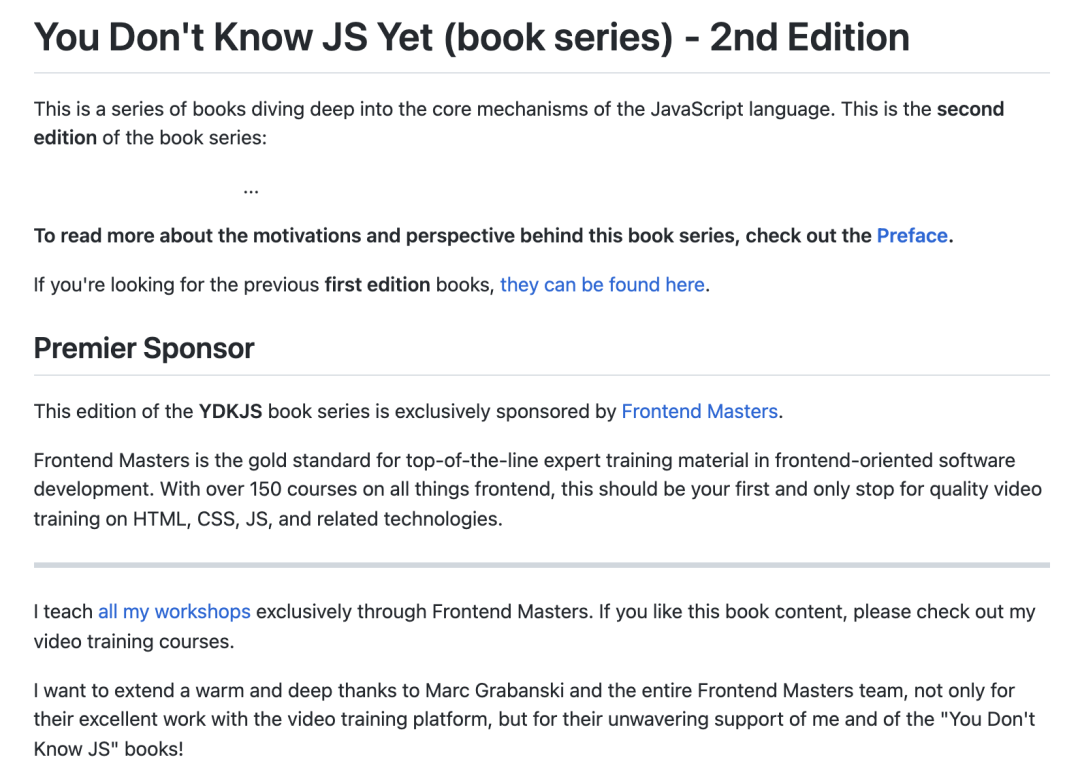 You Don't Know JS Yet (book series) - 2nd Edition
This is a series of books diving deep into the core mechanisms of the JavaScript language. This is the second
edition of the book series:
...
To read more about the motivations and perspective behind this book series, check out the Preface.
If you're looking for the previous first edition books, they can be found here.
Premier Sponsor
This edition of the YDKJS book series is exclusively sponsored by Frontend Masters.
Frontend Masters is the gold standard for top-of-the-line expert training material in frontend-oriented software
development. With over 150 courses on all things frontend, this should be your first and only stop for quality video
training on HTML, CSS, JS, and related technologies.
I teach all my workshops exclusively through Frontend Masters. If you like this book content, please check out my
video training courses.
I want to extend a warm and deep thanks to Marc Grabanski and the entire Frontend Masters team, not only for
their excellent work with the video training platform, but for their unwavering support of me and of the "You Don't
Know JS" books!